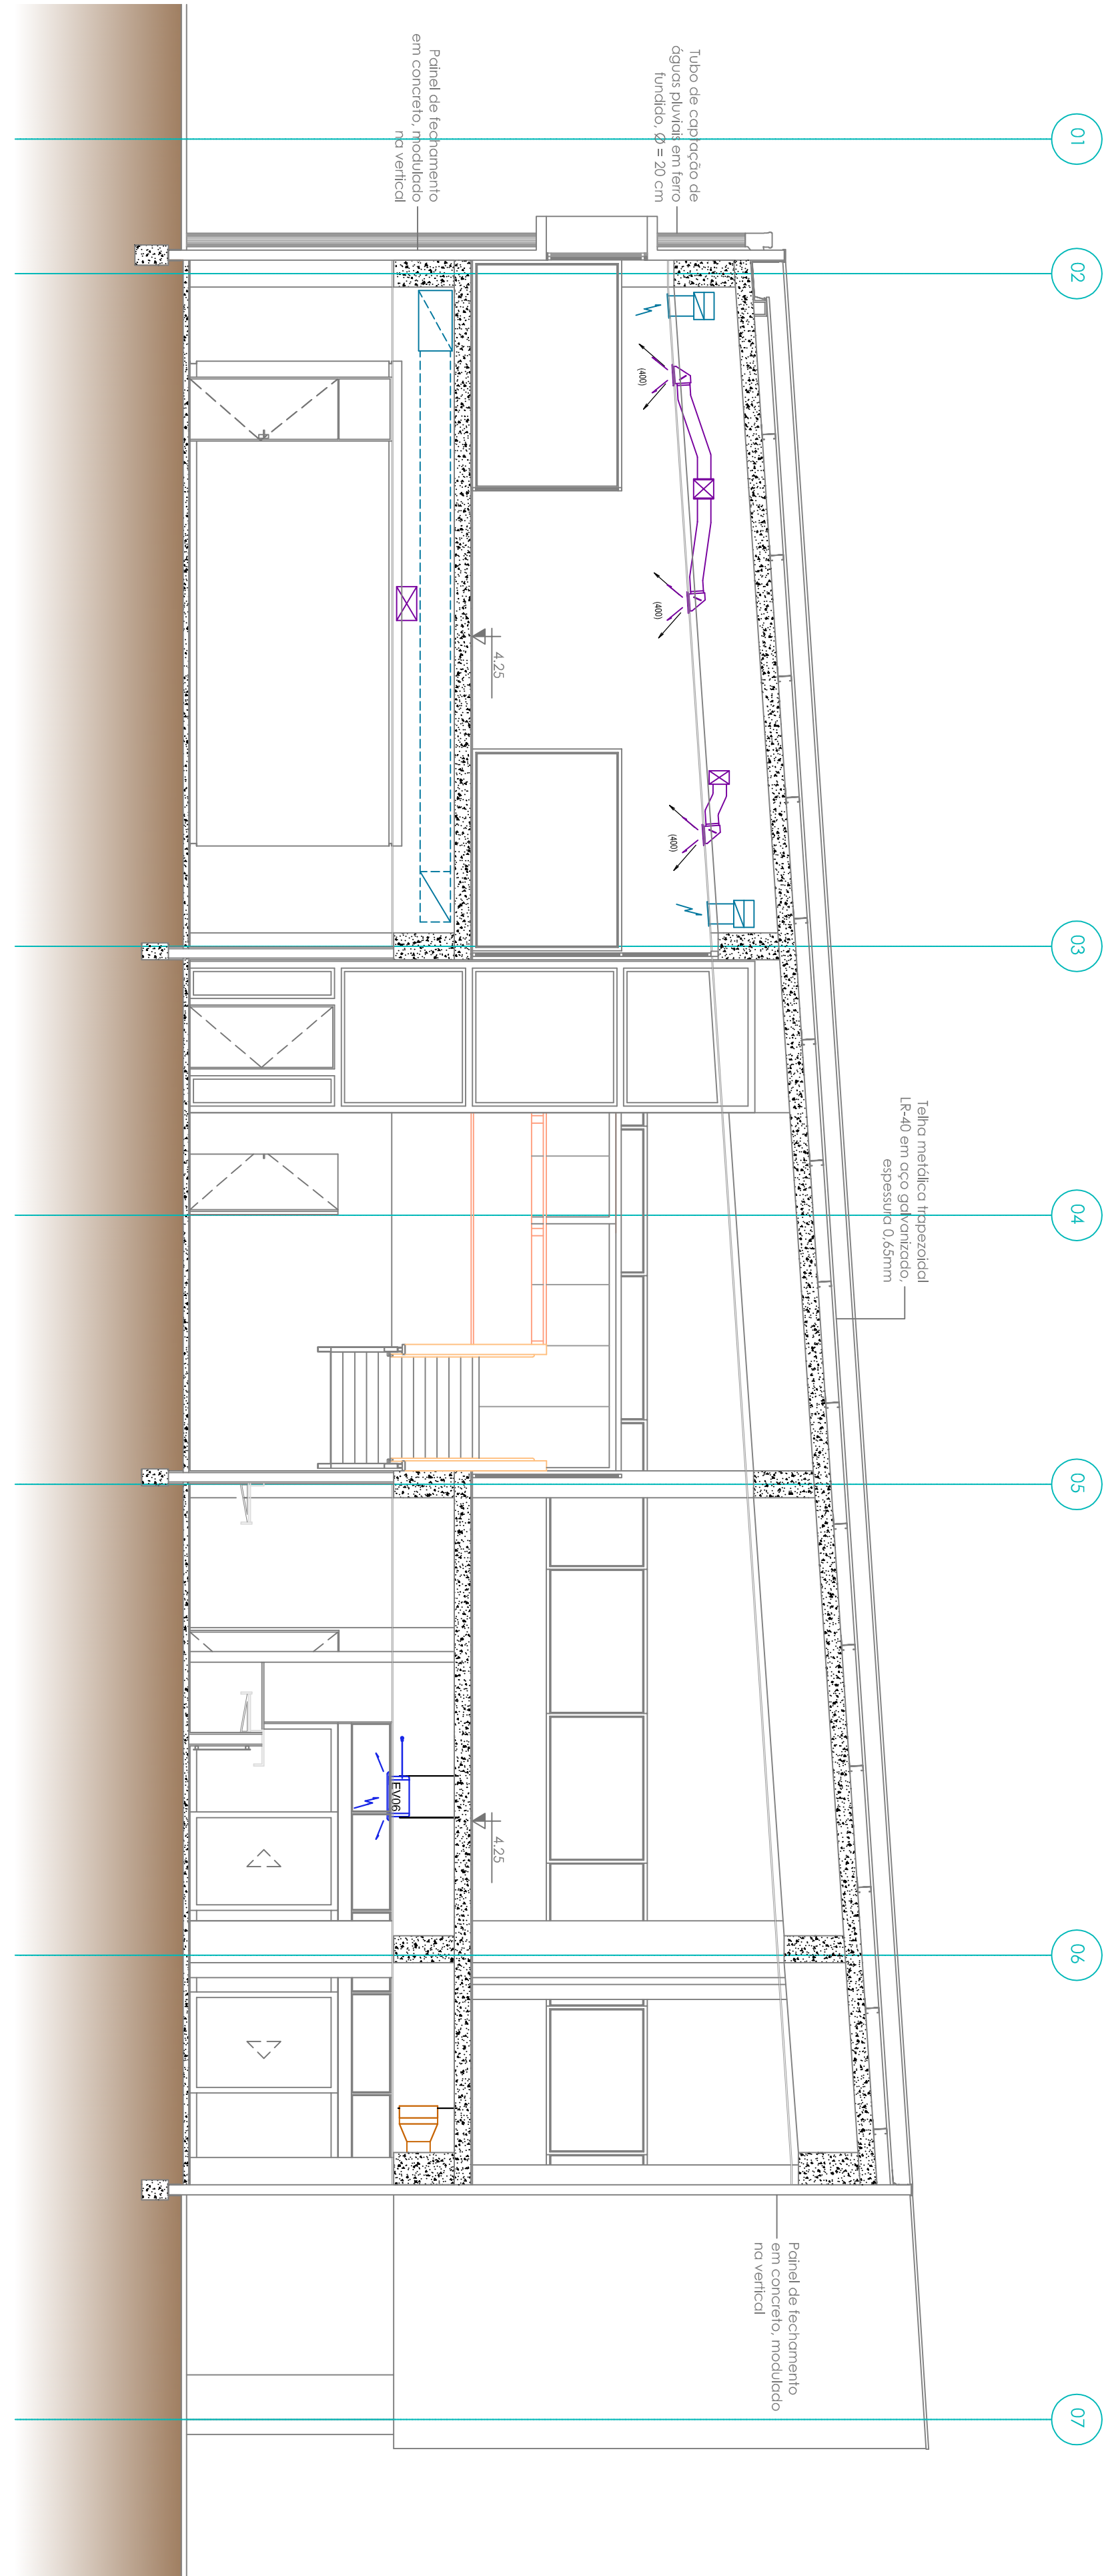 01
02
03
04
05
06
07
Tubo de captação de
águas pluviais em ferro
fundido, Ø = 20 cm
Painel de fechamento
em concreto, modulado
na vertical
(400)
(400)
(400)
4.25
Telha metálica trapezoidal
LR-40 em aço galvanizado,
espessura 0,65mm
EV06
4.25
Painel de fechamento
em concreto, modulado
na vertical